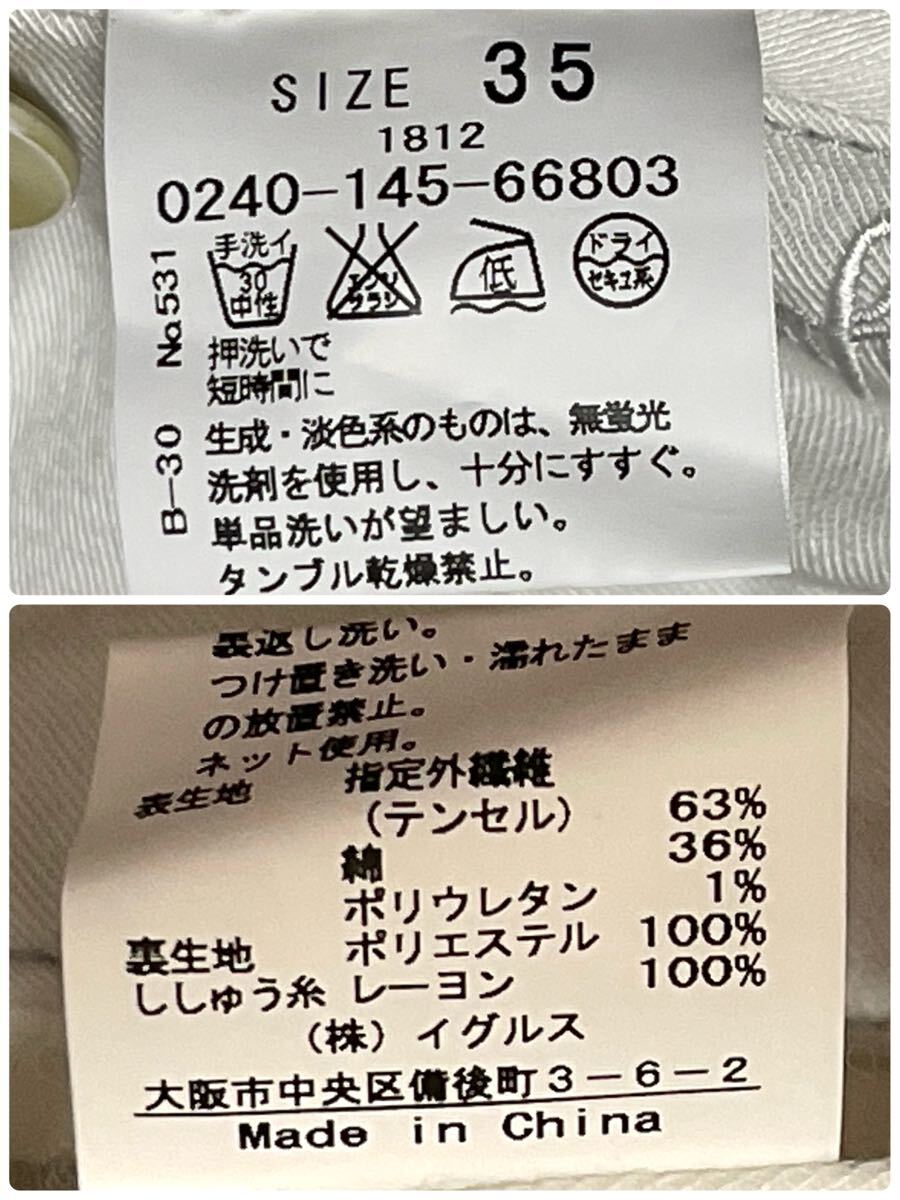 SIZE 35
1812
0240-145-66803
手洗イ
30
中性
エンソ
サラシ
低
ドライ
セキユ系
No531
押洗いで
短時間に
B-30
生成・淡色系のものは、無蛍光
洗剤を使用し、十分にすすぐ。
単品洗いが望ましい。
タンブル乾燥禁止。
裏返し洗い。
つけ置き洗い・濡れたまま
の放置禁止。
ネット使用。
表生地 指定外繊維
(テンセル) 63%
綿 36%
ポリウレタン 1%
裏生地 ポリエステル 100%
ししゅう糸 レーヨン 100%
(株)イグルス
大阪市中央区備後町3-6-2
Made in China